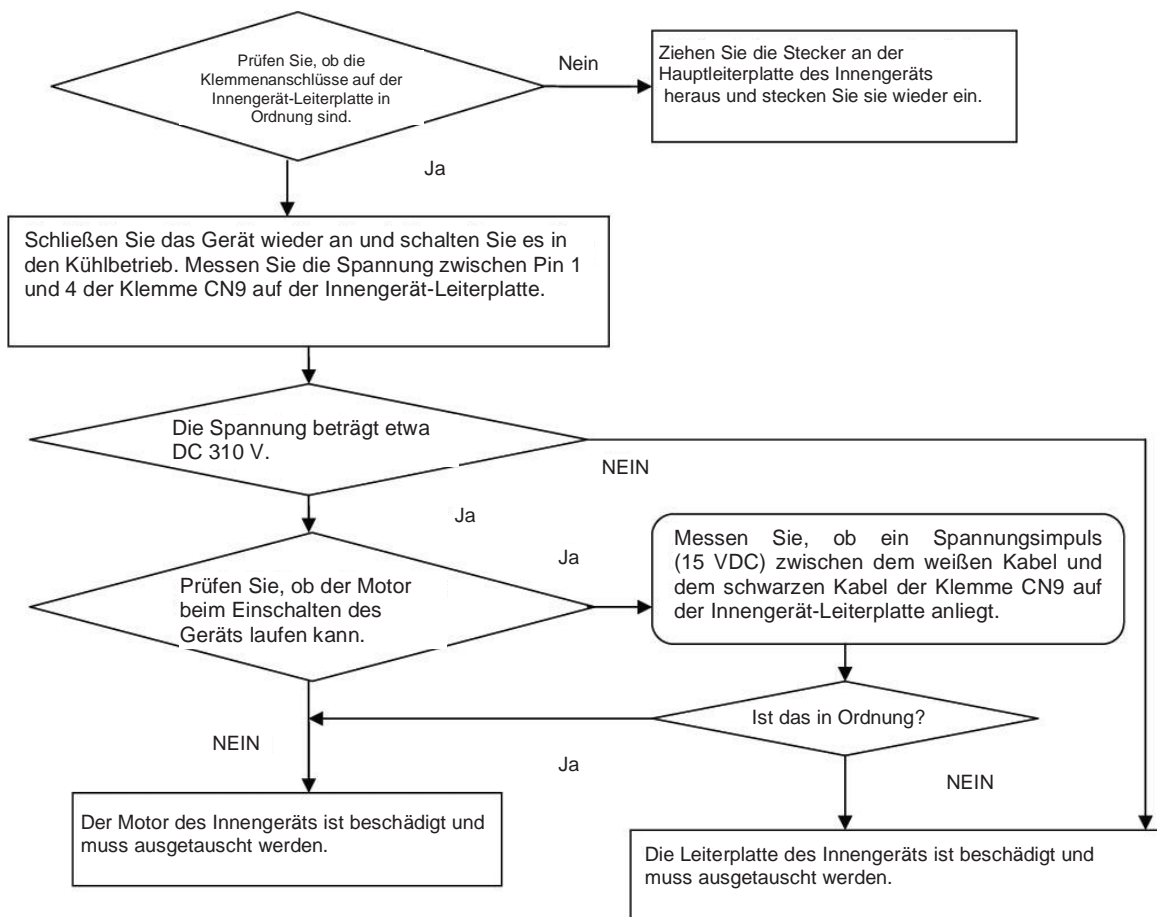 Prüfen Sie, ob die
Klemmenanschlüsse auf der
Innengerät-Leiterplatte in
Ordnung sind.
Nein
Ziehen Sie die Stecker an der
Hauptleiterplatte des Innengeräts
heraus und stecken Sie sie wieder ein.
Ja
Schließen Sie das Gerät wieder an und schalten Sie es in
den Kühlbetrieb. Messen Sie die Spannung zwischen Pin 1
und 4 der Klemme CN9 auf der Innengerät-Leiterplatte.
Die Spannung beträgt etwa
DC 310 V.
NEIN
Ja
Prüfen Sie, ob der Motor
beim Einschalten des
Geräts laufen kann.
Ja
Messen Sie, ob ein Spannungsimpuls
(15 VDC) zwischen dem weißen Kabel und
dem schwarzen Kabel der Klemme CN9 auf
der Innengerät-Leiterplatte anliegt.
Ist das in Ordnung?
NEIN
Ja
NEIN
Der Motor des Innengeräts ist beschädigt und
muss ausgetauscht werden.
Die Leiterplatte des Innengeräts ist beschädigt und
muss ausgetauscht werden.